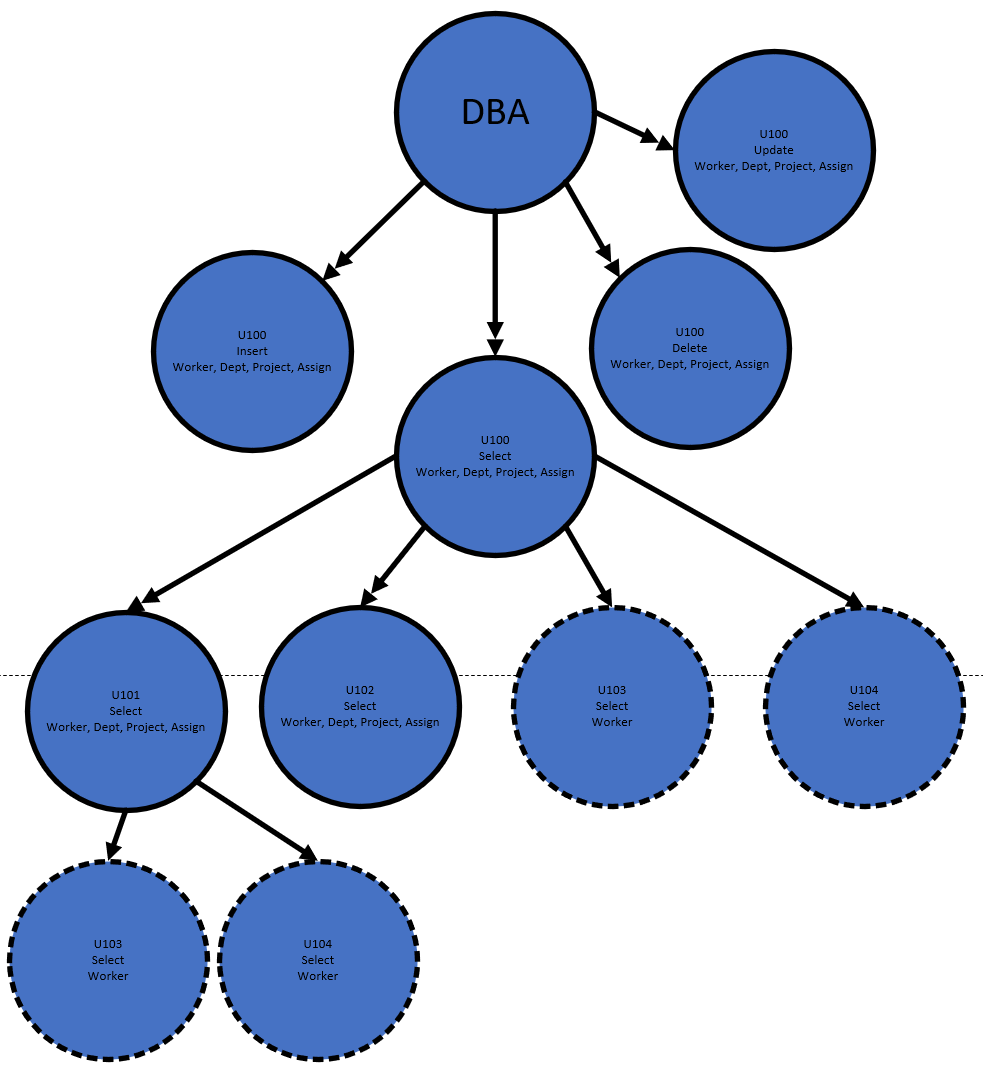 DBA
U100
Update
Worker, Dept, Project, Assign
U100
Insert
Worker, Dept, Project, Assign
U100
Delete
Worker, Dept, Project, Assign
U100
Select
Worker, Dept, Project, Assign
U101
Select
Worker, Dept, Project, Assign
U102
Select
Worker, Dept, Project, Assign
U103
Select
Worker
U104
Select
Worker
U103
Select
Worker
U104
Select
Worker